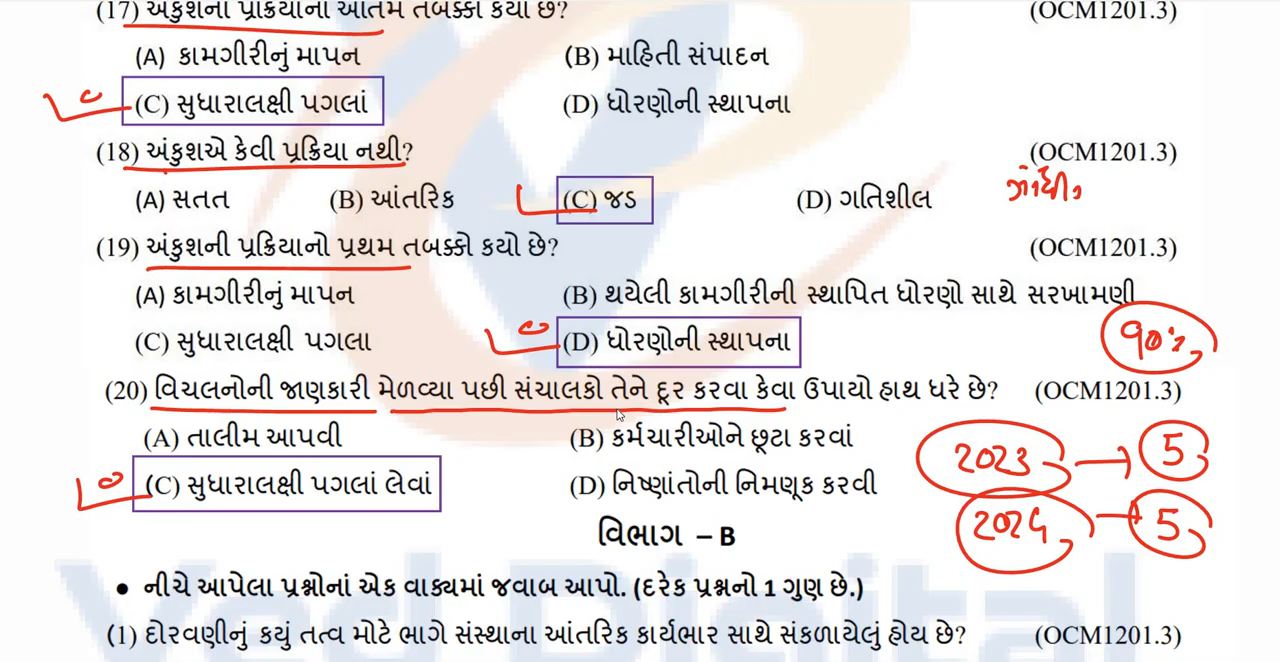 (17) અંકુશની પ્રક્રિયાનો અંતિમ તબક્કો કયો છે? (OCM1201.3)
(A) કામગીરીનું માપન (B) માહિતી સંપાદન
(C) સુધારાલક્ષી પગલાં (D) ધોરણોની સ્થાપના
(18) અંકુશએ કેવી પ્રક્રિયા નથી? (OCM1201.3)
(A) સતત (B) આંતરિક (C) જડ (D) ગતિશીલ
(19) અંકુશની પ્રક્રિયાનો પ્રથમ તબક્કો કયો છે? (OCM1201.3)
(A) કામગીરીનું માપન (B) થયેલી કામગીરીની સ્થાપિત ધોરણો સાથે સરખામણી
(C) સુધારાલક્ષી પગલા (D) ધોરણોની સ્થાપના
90%
(20) વિચલનોની જાણકારી મેળવ્યા પછી સંચાલકો તેને દૂર કરવા કેવા ઉપાયો હાથ ધરે છે? (OCM1201.3)
(A) તાલીમ આપવી (B) કર્મચારીઓને છૂટા કરવાં
2023 → 5
(C) સુધારાલક્ષી પગલાં લેવાં (D) નિષ્ણાંતોની નિમણૂક કરવી
2024 → 5
વિભાગ – B
• નીચે આપેલા પ્રશ્નોનાં એક વાક્યમાં જવાબ આપો. (દરેક પ્રશ્નનો 1 ગુણ છે.)
(1) દોરવણીનું કયું તત્વ મોટે ભાગે સંસ્થાના આંતરિક કાર્યભાર સાથે સંકળાયેલું હોય છે? (OCM1201.3)
Ved Digital